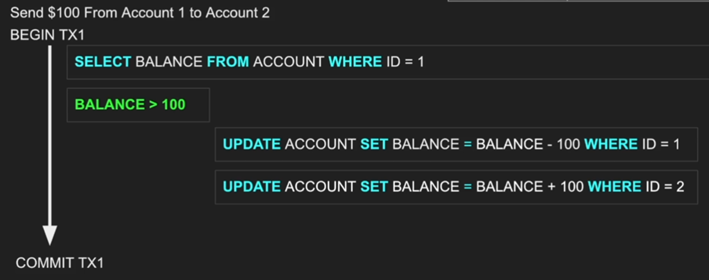 Send $100 From Account 1 to Account 2
BEGIN TX1
SELECT BALANCE FROM ACCOUNT WHERE ID = 1
BALANCE > 100
UPDATE ACCOUNT SET BALANCE = BALANCE - 100 WHERE ID = 1
UPDATE ACCOUNT SET BALANCE = BALANCE + 100 WHERE ID = 2
COMMIT TX1